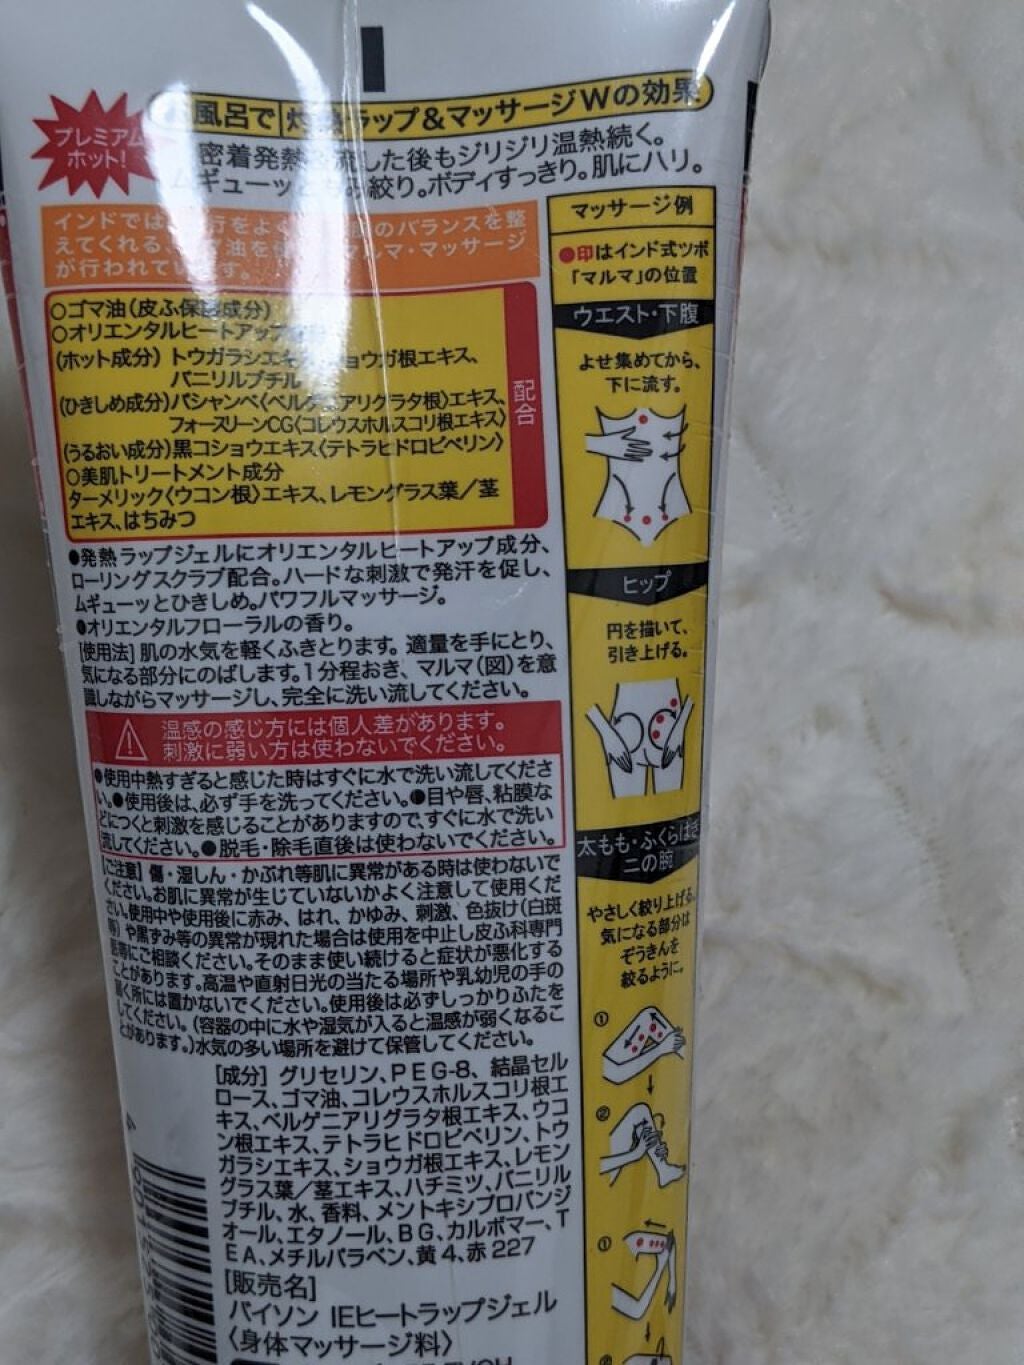 プレミアム
ホット!
風呂で 灼熱ラップ&マッサージWの効果
密着発熱 流した後もジリジリ温熱続く。
ムギューッと 絞り。ボディすっきり。肌にハリ。
インドでは 行をよく のバランスを整
えてくれる 油を使 マルマ・マッサージ
が行われています。
○ゴマ油(皮ふ保護成分)
○オリエンタルヒートアップ
(ホット成分) トウガラシエキス、ショウガ根エキス、
バニリルブチル
(ひきしめ成分)パシャンベ〈ベルゲニアリグラタ根〉エキス、
フォースリーンCG〈コレウスホルスコリ根エキス〉
(うるおい成分)黒コショウエキス〈テトラヒドロピペリン〉
○美肌トリートメント成分
ターメリック〈ウコン根〉エキス、レモングラス葉/茎
エキス、はちみつ
配合
●発熱ラップジェルにオリエンタルヒートアップ成分、
ローリングスクラブ配合。ハードな刺激で発汗を促し、
ムギューッとひきしめ。パワフルマッサージ。
●オリエンタルフローラルの香り。
[使用法] 肌の水気を軽くふきとります。適量を手にとり、
気になる部分にのばします。1分程おき、マルマ(図)を意
識しながらマッサージし、完全に洗い流してください。
温感の感じ方には個人差があります。
刺激に弱い方は使わないでください。
●使用中熱すぎると感じた時はすぐに水で洗い流してくださ
い。●使用後は、必ず手を洗ってください。●目や唇、粘膜な
どにつくと刺激を感じることがありますので、すぐに水で洗い
流してください。●脱毛・除毛直後は使わないでください。
[ご注意] 傷・湿しん・かぶれ等肌に異常がある時は使わないで
ください。お肌に異常が生じていないかよく注意して使用くだ
さい。使用中や使用後に赤み、はれ、かゆみ、刺激、色抜け(白斑
等)や黒ずみ等の異常が現れた場合は使用を中止し皮ふ科専門
医等にご相談ください。そのまま使い続けると症状が悪化する
ことがあります。高温や直射日光の当たる場所や乳幼児の手の
届く所には置かないでください。使用後は必ずしっかりふたを
してください。(容器の中に水や湿気が入ると温感が弱くなるこ
とがあります。)水気の多い場所を避けて保管してください。
[成分] グリセリン、PEG-8、結晶セル
ロース、ゴマ油、コレウスホルスコリ根エ
キス、ベルゲニアリグラタ根エキス、ウコ
ン根エキス、テトラヒドロピペリン、トウ
ガラシエキス、ショウガ根エキス、レモン
グラス葉/茎エキス、ハチミツ、バニリル
ブチル、水、香料、メントキシプロパンジ
オール、エタノール、BG、カルボマー、T
EA、メチルパラベン、黄4、赤227
[販売名]
バイソン IEヒートラップジェル
〈身体マッサージ料〉
マッサージ例
●印はインド式ツボ
「マルマ」の位置
ウエスト・下腹
よせ集めてから、
下に流す。
ヒップ
円を描いて、
引き上げる。
太もも・ふくらはぎ
二の腕
やさしく絞り上げる。
気になる部分は
ぞうきんを
絞るように。
①
②
①
②